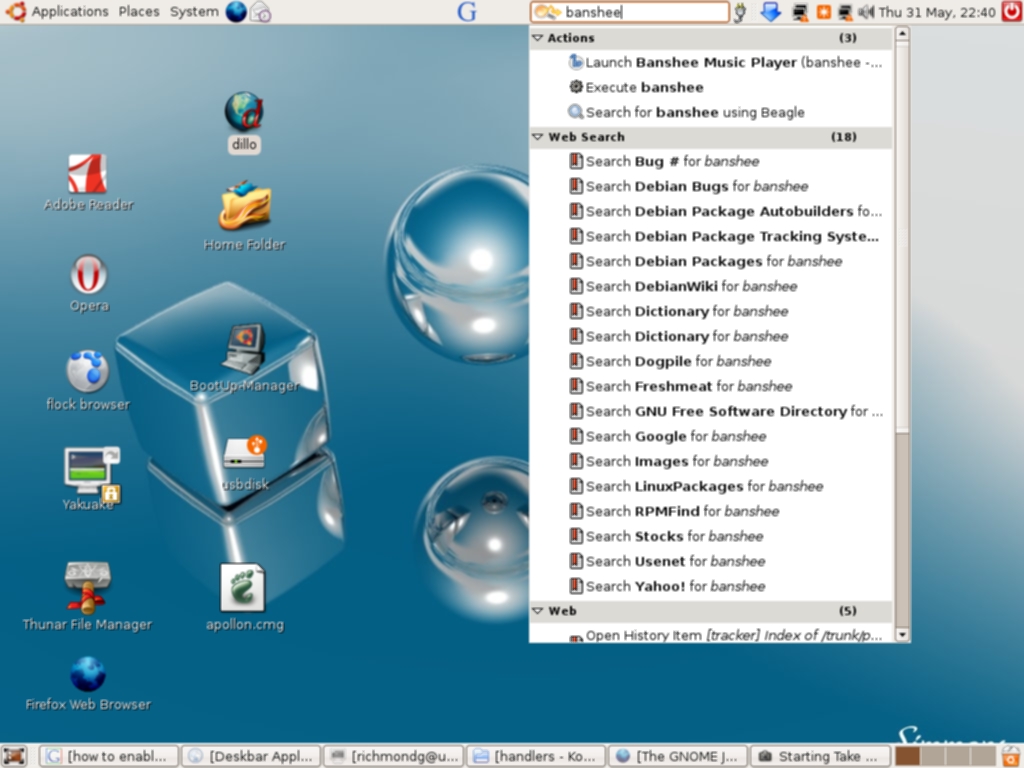 Applications Places System
G
banshee
Thu 31 May, 22:40
Actions (3)
Launch Banshee Music Player (banshee -...
Execute banshee
Search for banshee using Beagle
Web Search (18)
Search Bug # for banshee
Search Debian Bugs for banshee
Search Debian Package Autobuilders fo...
Search Debian Package Tracking Syste...
Search Debian Packages for banshee
Search DebianWiki for banshee
Search Dictionary for banshee
Search Dictionary for banshee
Search Dogpile for banshee
Search Freshmeat for banshee
Search GNU Free Software Directory for ...
Search Google for banshee
Search Images for banshee
Search LinuxPackages for banshee
Search RPMFind for banshee
Search Stocks for banshee
Search Usenet for banshee
Search Yahoo! for banshee
Web (5)
Open History Item [tracker] Index of /trunk/p...
dillo
Adobe Reader
Home Folder
Opera
BootUp-Manager
flock browser
usbdisk
Yakuake
Thunar File Manager
apollon.cmg
Firefox Web Browser
[how to enabl...
[Deskbar Appl...
[richmondg@u...
[handlers - Ko...
[The GNOME J...
Starting Take ...